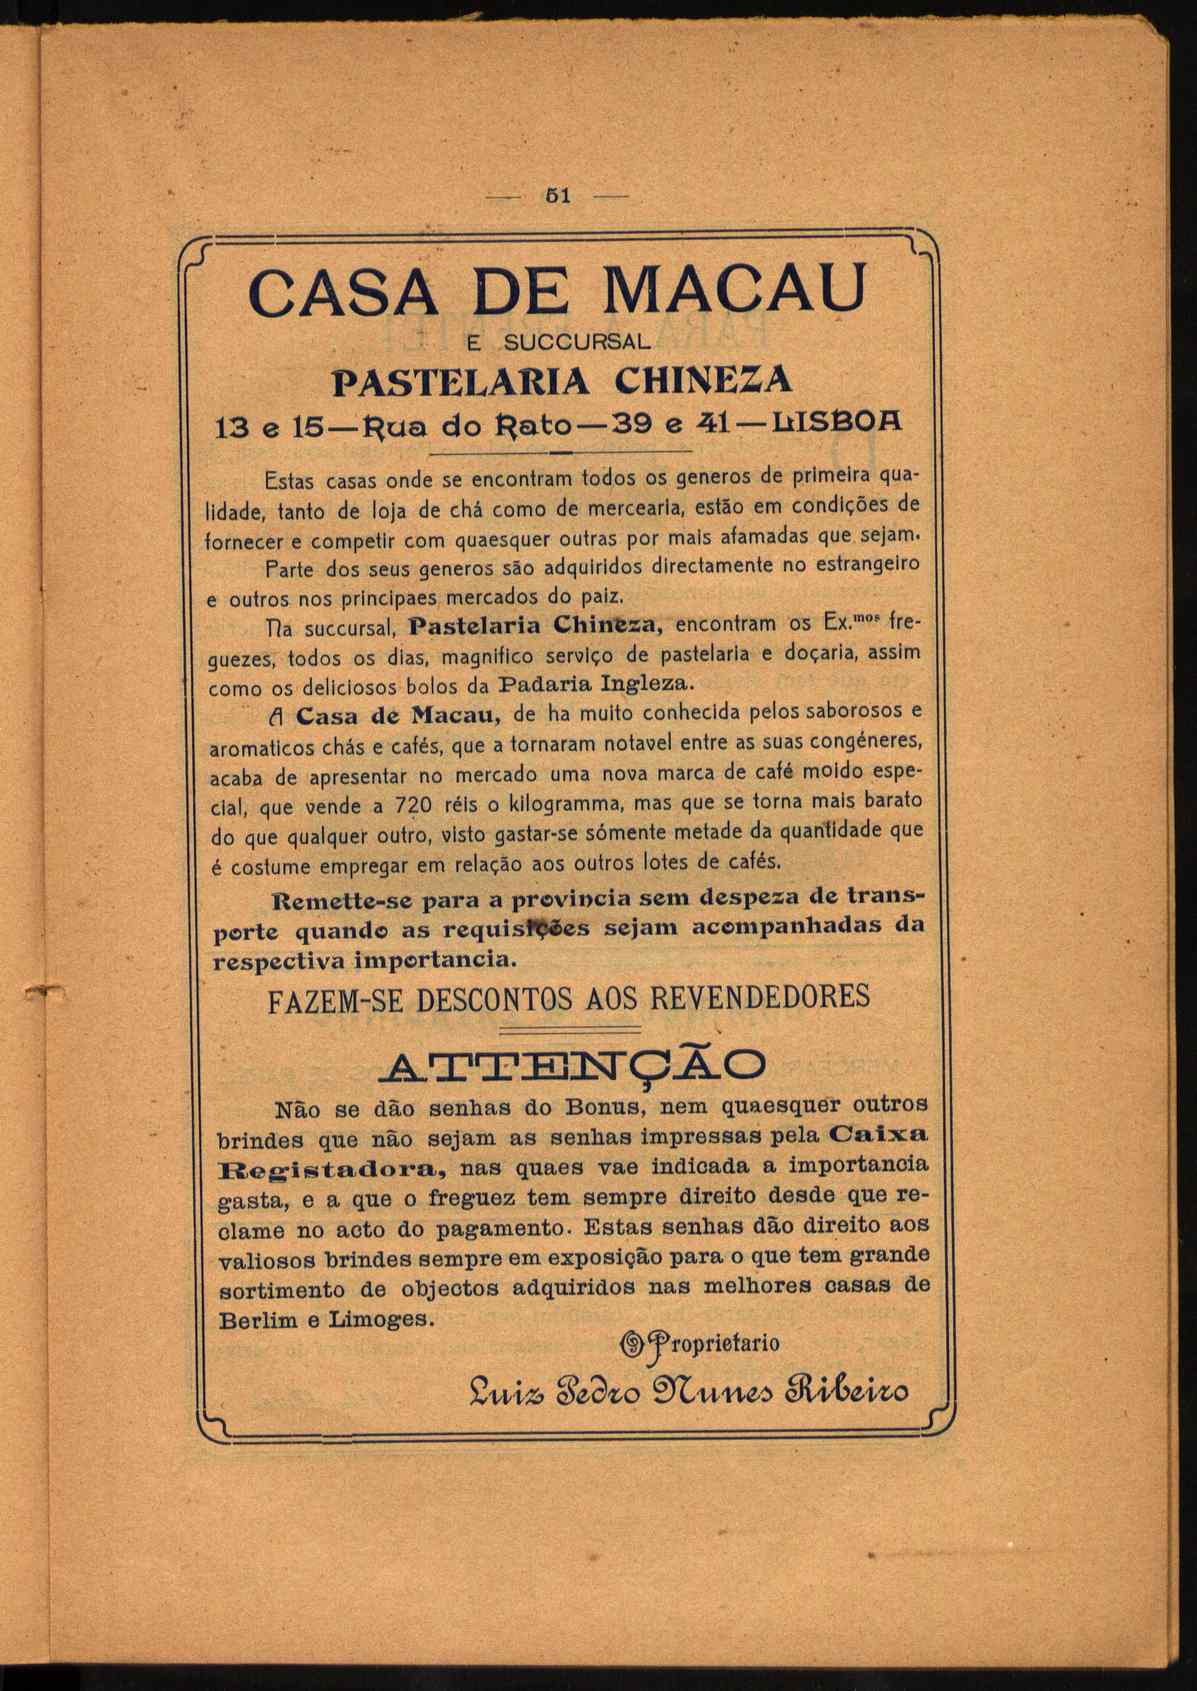 — 51 —
CASA DE MACAU
E SUCCURSAL
PASTELARIA CHINEZA
13 e 15—Rua do Rato—39 e 41—LISBOA
Estas casas onde se encontram todos os generos de primeira qua-
lidade, tanto de loja de chá como de mercearia, estão em condições de
fornecer e competir com quaesquer outras por mais afamadas que sejam.
Parte dos seus generos são adquiridos directamente no estrangeiro
e outros nos principaes mercados do paiz.
Na succursal, Pastelaria Chineza, encontram os Ex.mos fre-
guezes, todos os dias, magnifico serviço de pastelaria e doçaria, assim
como os deliciosos bolos da Padaria Ingleza.
A Casa de Macau, de ha muito conhecida pelos saborosos e
aromaticos chás e cafés, que a tornaram notavel entre as suas congéneres,
acaba de apresentar no mercado uma nova marca de café moido espe-
cial, que vende a 720 réis o kilogramma, mas que se torna mais barato
do que qualquer outro, visto gastar-se sómente metade da quantidade que
é costume empregar em relação aos outros lotes de cafés.
Remette-se para a provincia sem despeza de trans-
porte quando as requisições sejam acompanhadas da
respectiva importancia.
FAZEM-SE DESCONTOS AOS REVENDEDORES
ATTENÇÃO
Não se dão senhas do Bonus, nem quaesquer outros
brindes que não sejam as senhas impressas pela Caixa
Registadora, nas quaes vae indicada a importancia
gasta, e a que o freguez tem sempre direito desde que re-
clame no acto do pagamento. Estas senhas dão direito aos
valiosos brindes sempre em exposição para o que tem grande
sortimento de objectos adquiridos nas melhores casas de
Berlim e Limoges.
O Proprietario
Luiz Pedro Nunes Ribeiro